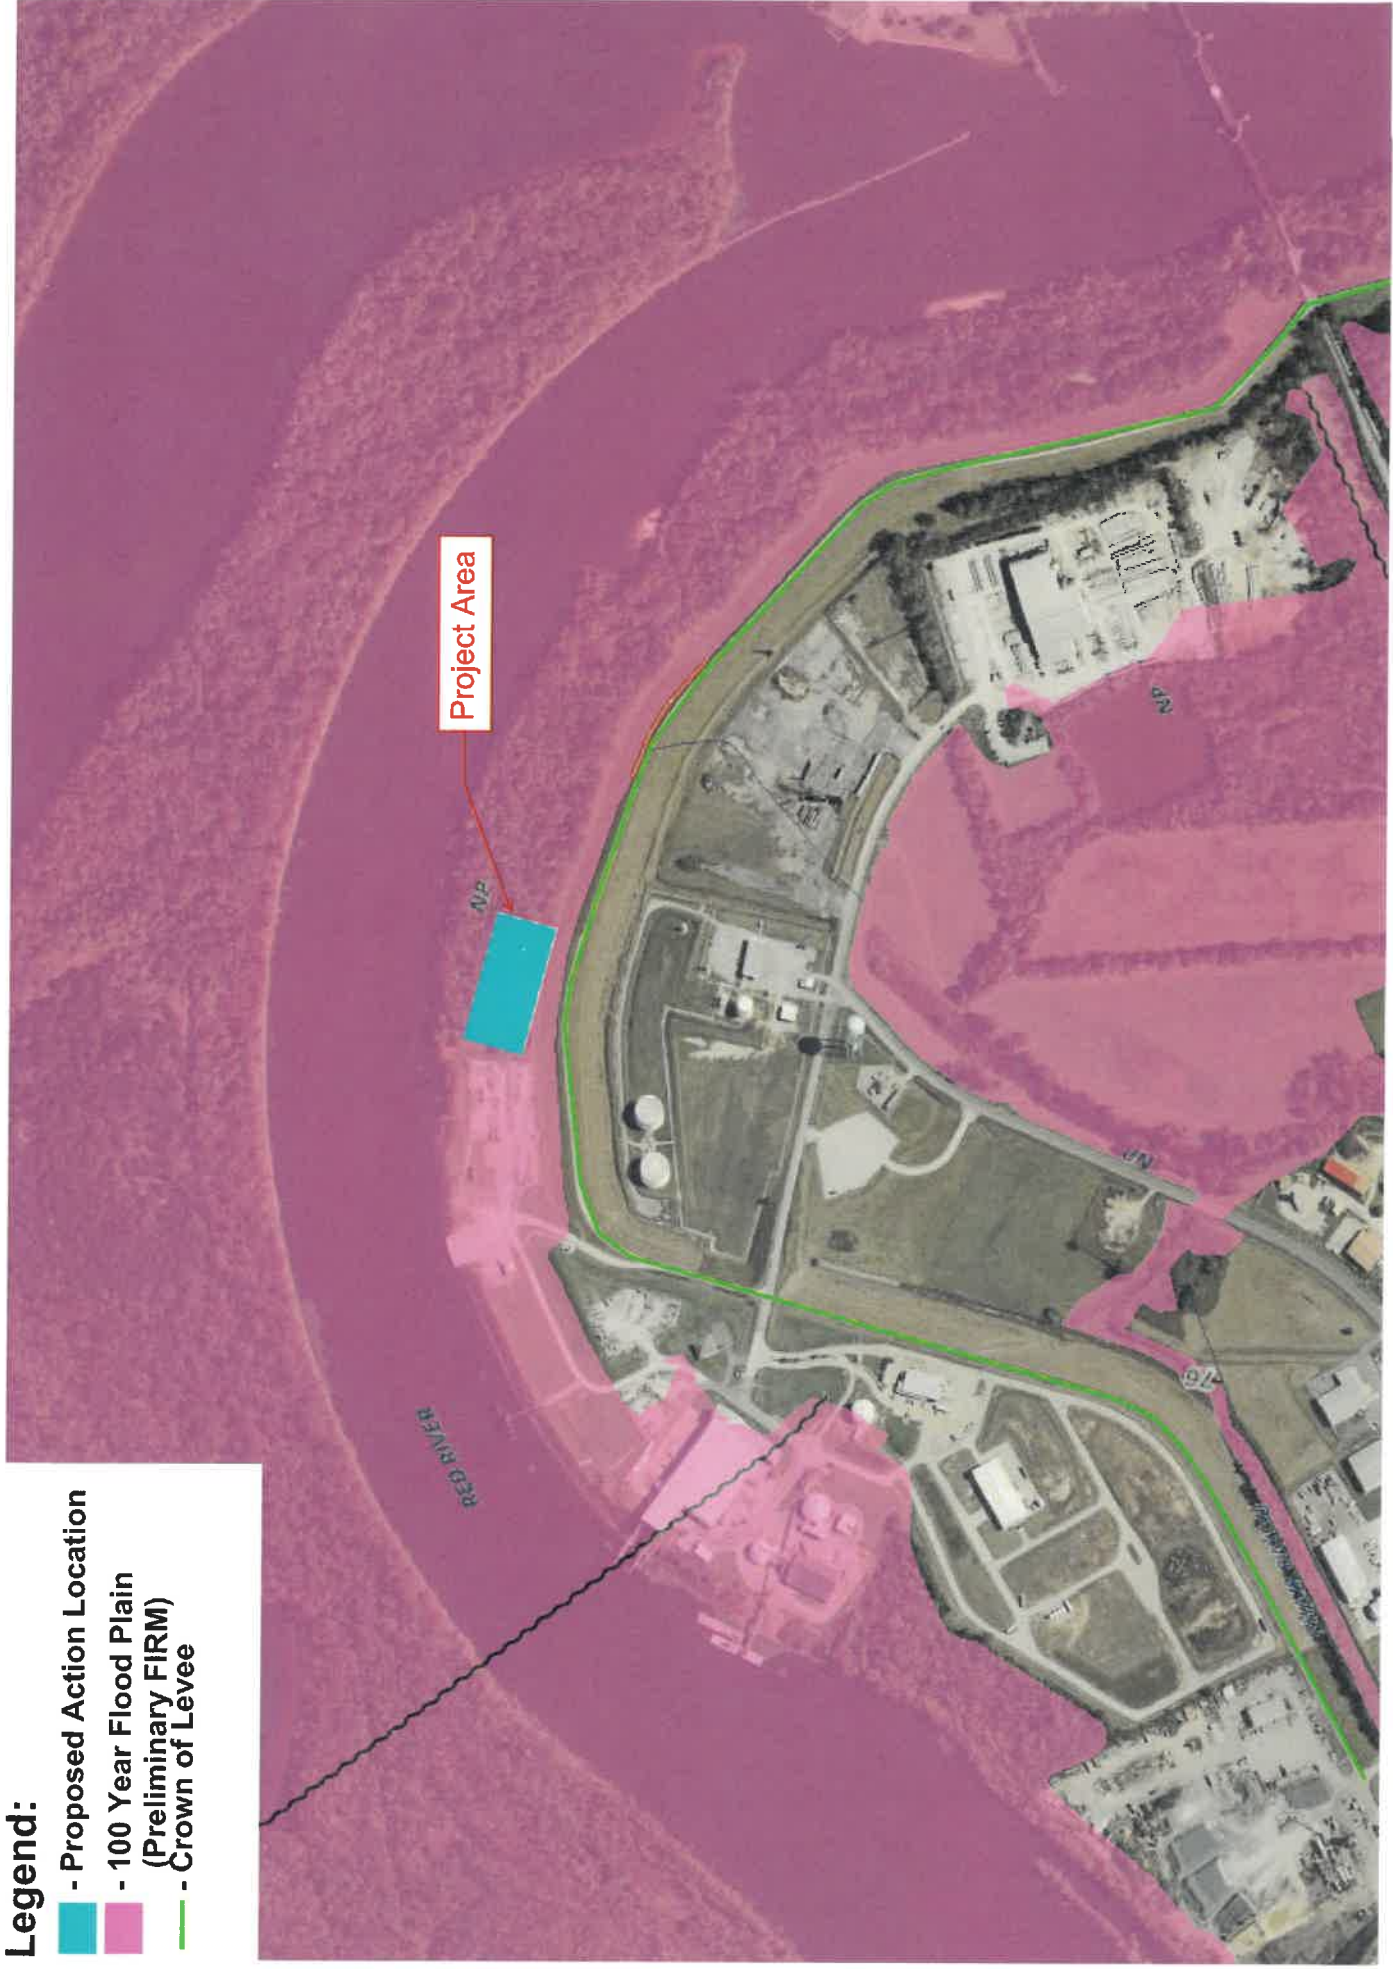 Legend:
- Proposed Action Location
- 100 Year Flood Plain
(Preliminary FIRM)
- Crown of Levee
Project Area
NP
RED RIVER
NP
NP
76